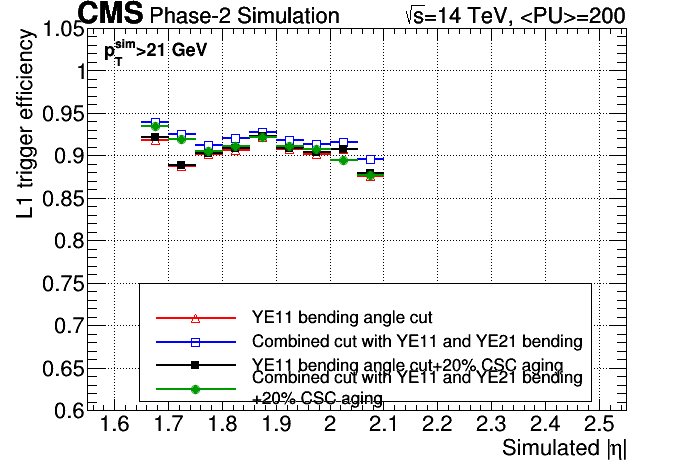 CMS Phase-2 Simulation √s=14 TeV, <PU>=200
p_T^sim>21 GeV
L1 trigger efficiency
1.05
1
0.95
0.9
0.85
0.8
0.75
0.7
0.65
0.6
YE11 bending angle cut
Combined cut with YE11 and YE21 bending
YE11 bending angle cut+20% CSC aging
Combined cut with YE11 and YE21 bending
+20% CSC aging
1.6 1.7 1.8 1.9 2 2.1 2.2 2.3 2.4 2.5
Simulated |η|